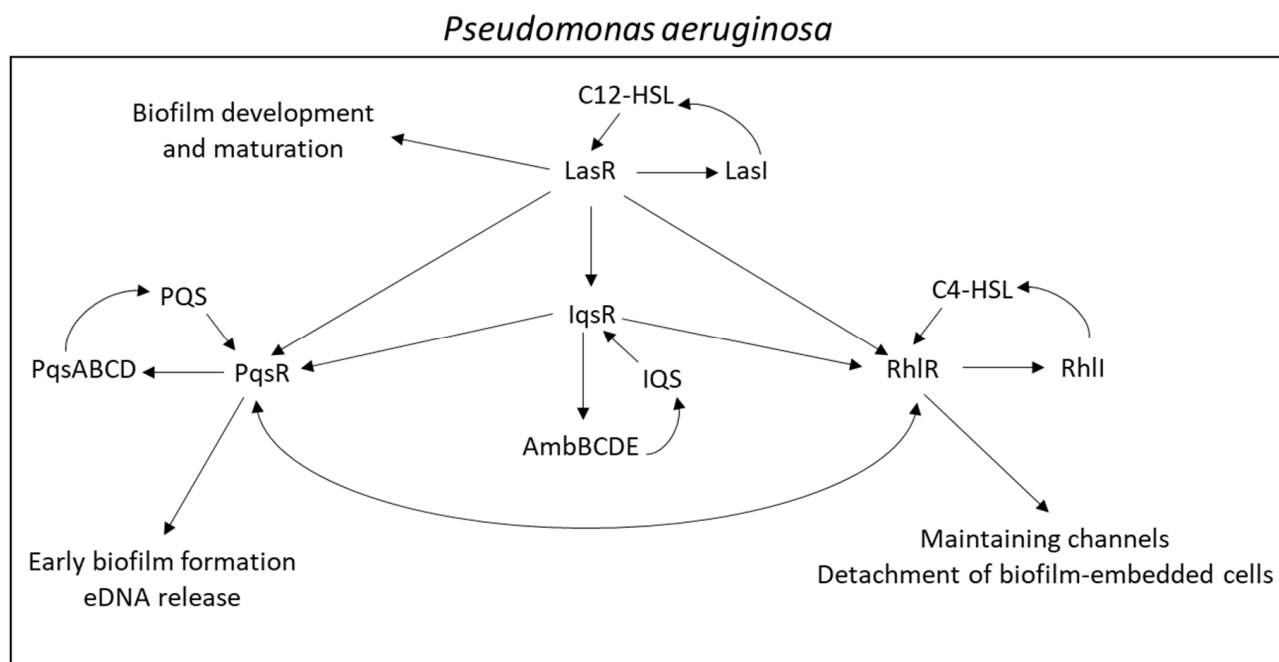 Pseudomonas aeruginosa
C12-HSL
Biofilm development
and maturation
LasR
LasI
PQS
C4-HSL
IqsR
PqsABCD
PqsR
IQS
RhlR
RhlI
AmbBCDE
Early biofilm formation
eDNA release
Maintaining channels
Detachment of biofilm-embedded cells